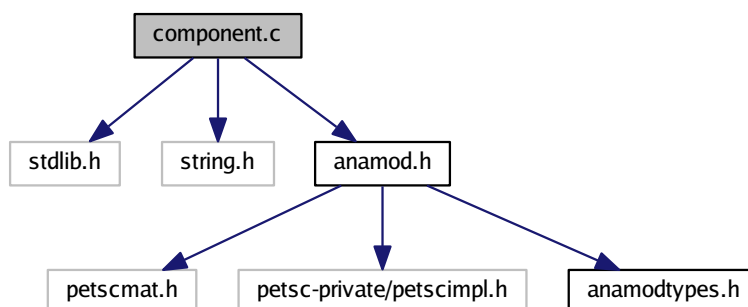 component.c
stdlib.h
string.h
anamod.h
petscmat.h
petsc-private/petscimpl.h
anamodtypes.h